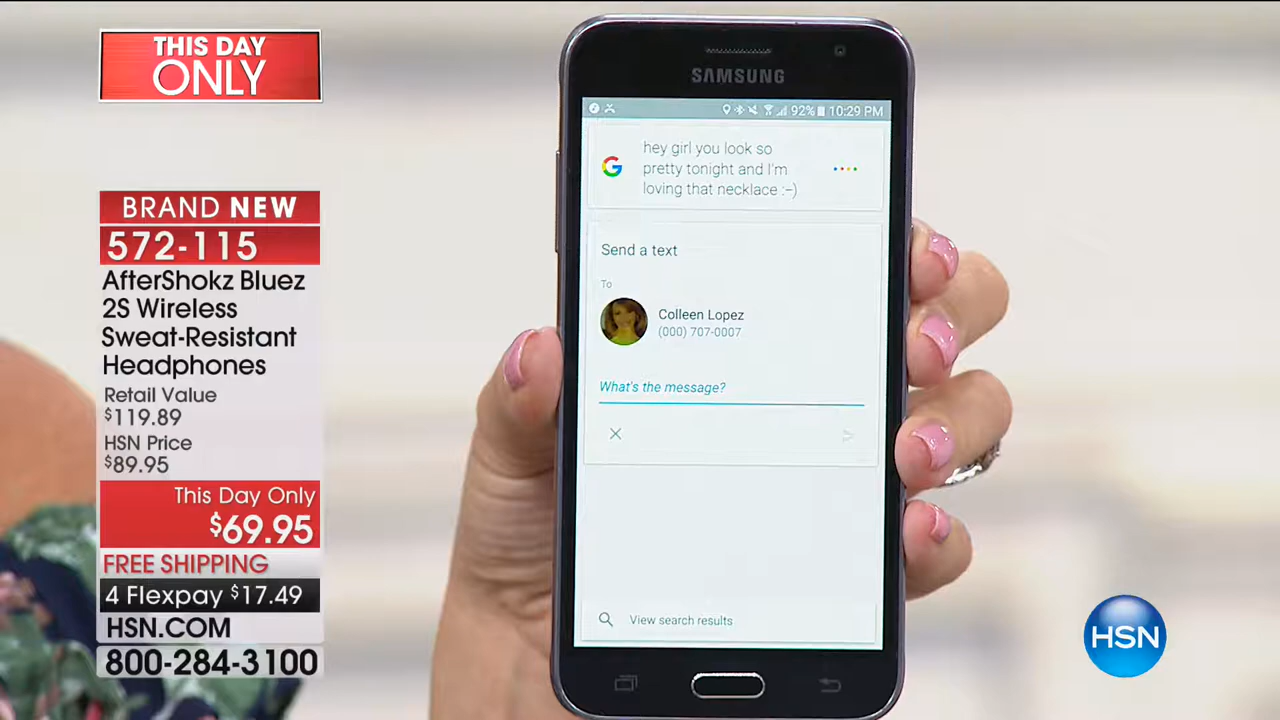 THIS DAY
ONLY
BRAND NEW
572-115
AfterShokz Bluez
2S Wireless
Sweat-Resistant
Headphones
Retail Value
$119.89
HSN Price
$89.95
This Day Only
$69.95
FREE SHIPPING
4 Flexpay $17.49
HSN.COM
800-284-3100
SAMSUNG
92% 10:29 PM
hey girl you look so
pretty tonight and I'm
loving that necklace :-)
Send a text
To
Colleen Lopez
(000) 707-0007
What's the message?
View search results
HSN